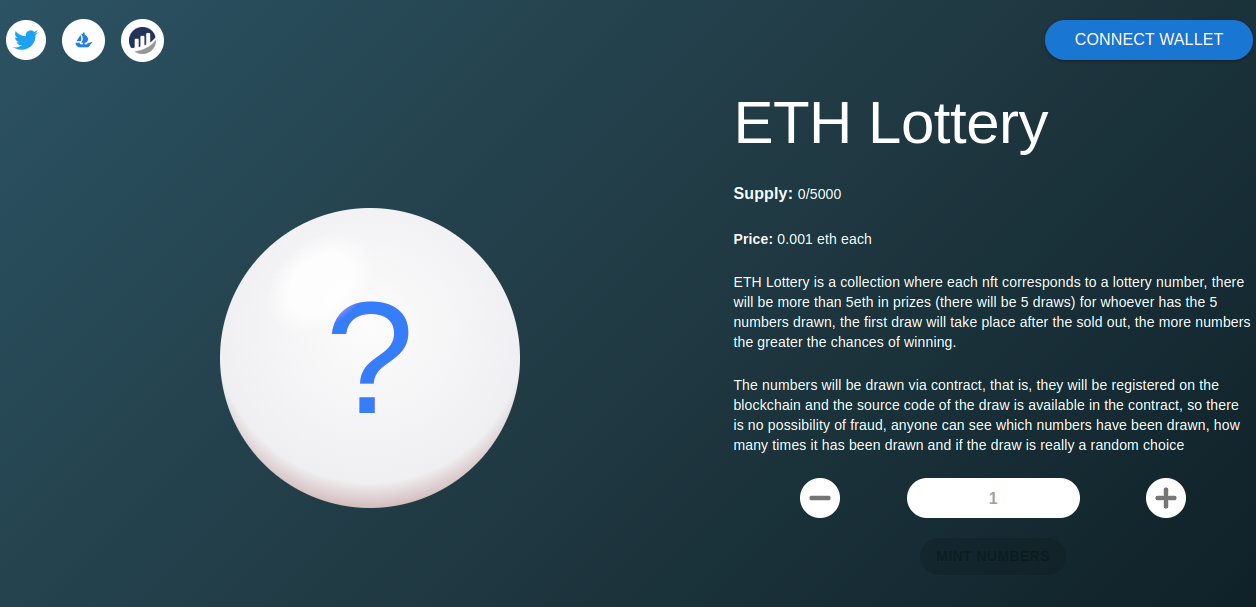 CONNECT WALLET
ETH Lottery
Supply: 0/5000
Price: 0.001 eth each
ETH Lottery is a collection where each nft corresponds to a lottery number, there
will be more than 5eth in prizes (there will be 5 draws) for whoever has the 5
numbers drawn, the first draw will take place after the sold out, the more numbers
the greater the chances of winning.
The numbers will be drawn via contract, that is, they will be registered on the
blockchain and the source code of the draw is available in the contract, so there
is no possibility of fraud, anyone can see which numbers have been drawn, how
many times it has been drawn and if the draw is really a random choice
?
1
MINT NUMBERS